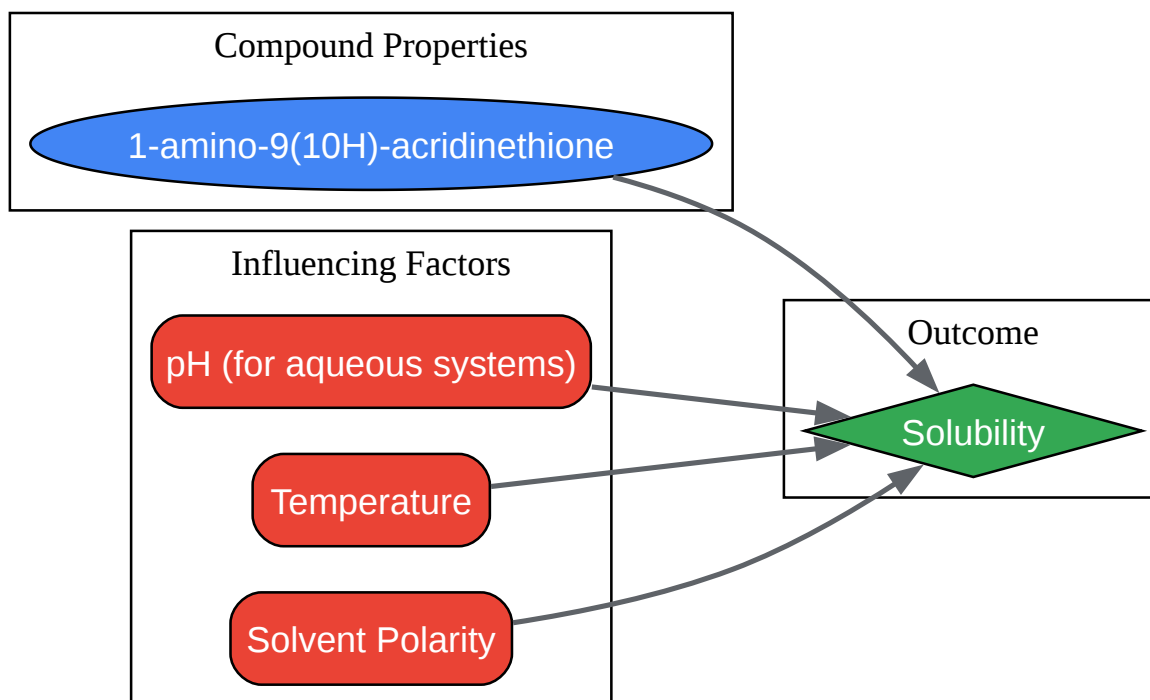 Compound Properties
1-amino-9(10H)-acridinethione
Influencing Factors
pH (for aqueous systems)
Temperature
Solvent Polarity
Outcome
Solubility